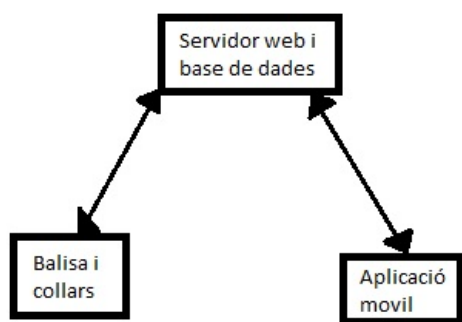 Servidor web i
base de dades
Balisa i
collars
Aplicació
movil